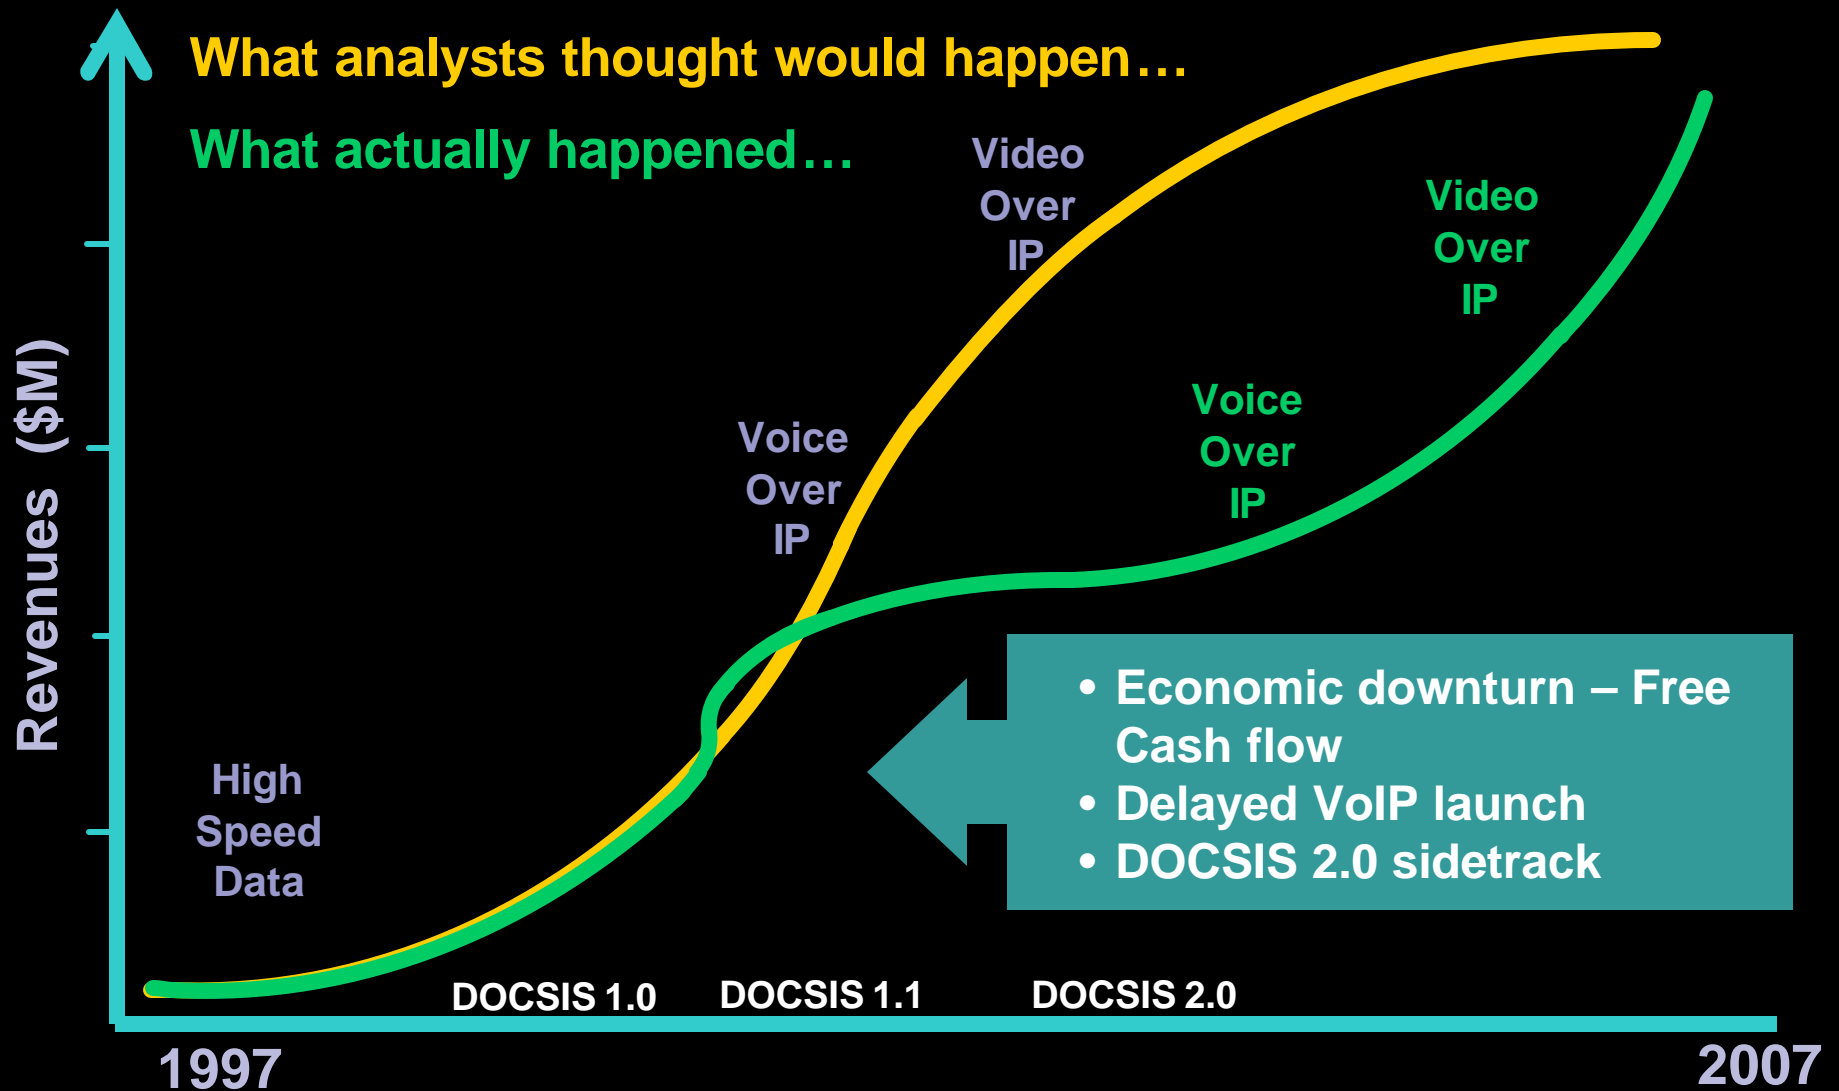 What analysts thought would happen…
What actually happened…
Video
Over
IP
Video
Over
IP
Voice
Over
IP
Voice
Over
IP
Revenues ($M)
• Economic downturn – Free
Cash flow
• Delayed VoIP launch
• DOCSIS 2.0 sidetrack
High
Speed
Data
DOCSIS 1.0
DOCSIS 1.1
DOCSIS 2.0
1997
2007